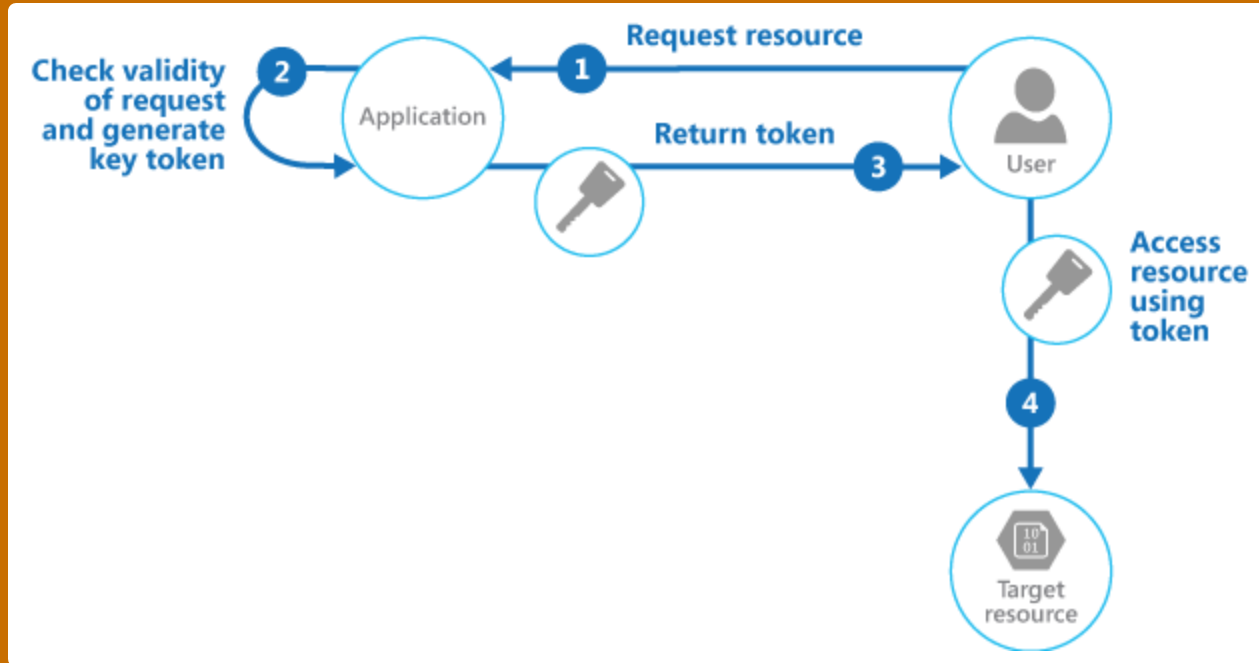 Request resource
1
2
Check validity
of request
and generate
key token
Application
Return token
3
User
Access
resource
using
token
4
10
01
Target
resource